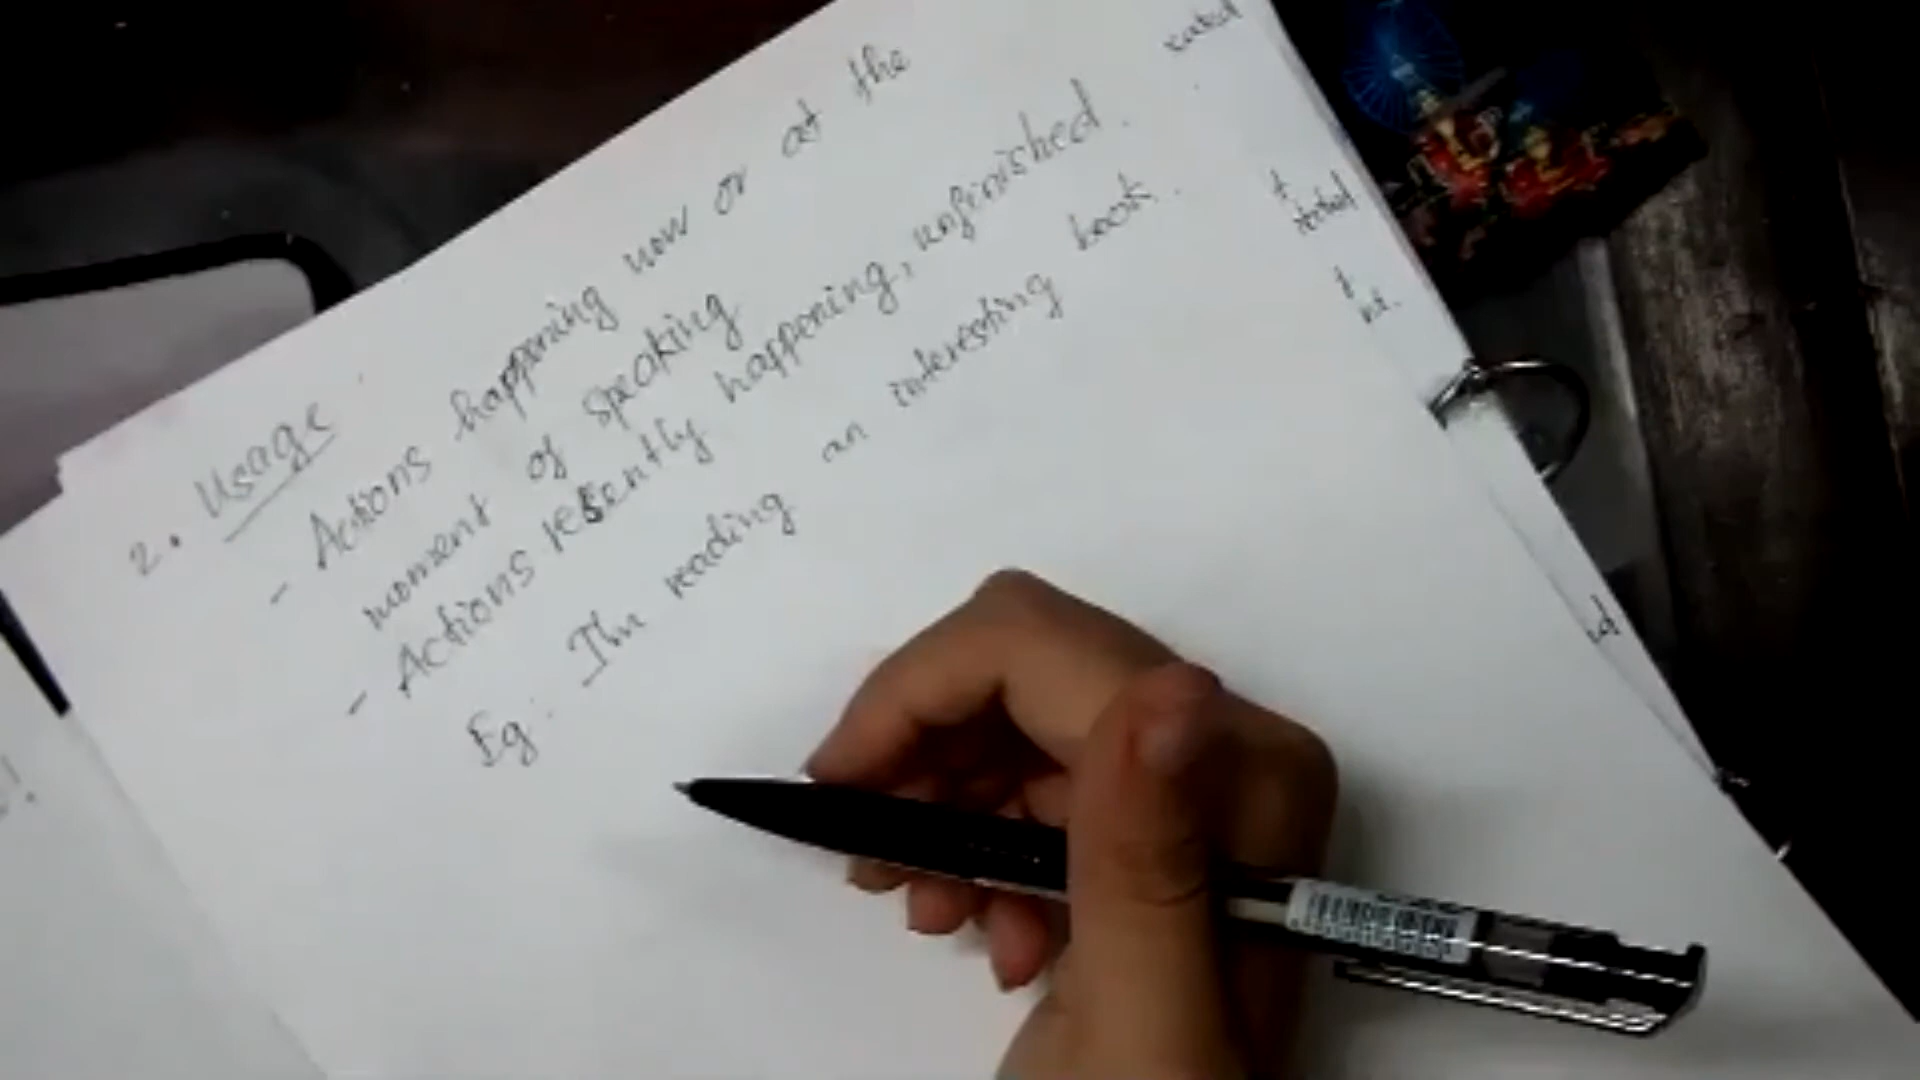 2. Usage
- Actions happening now or at the
moment of speaking
- Actions resently happening, unfinished.
Eg: I'm reading an interesting book.